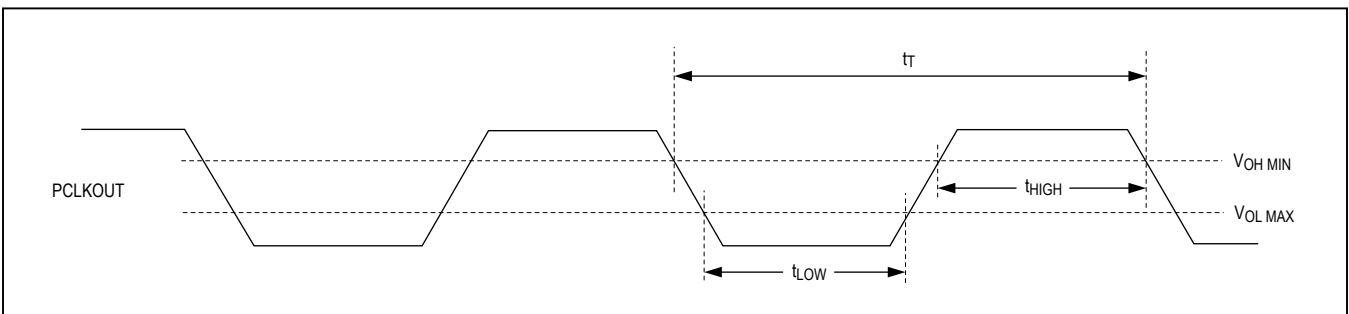 tT
VOH MIN
PCLKOUT
tHIGH
VOL MAX
tLOW